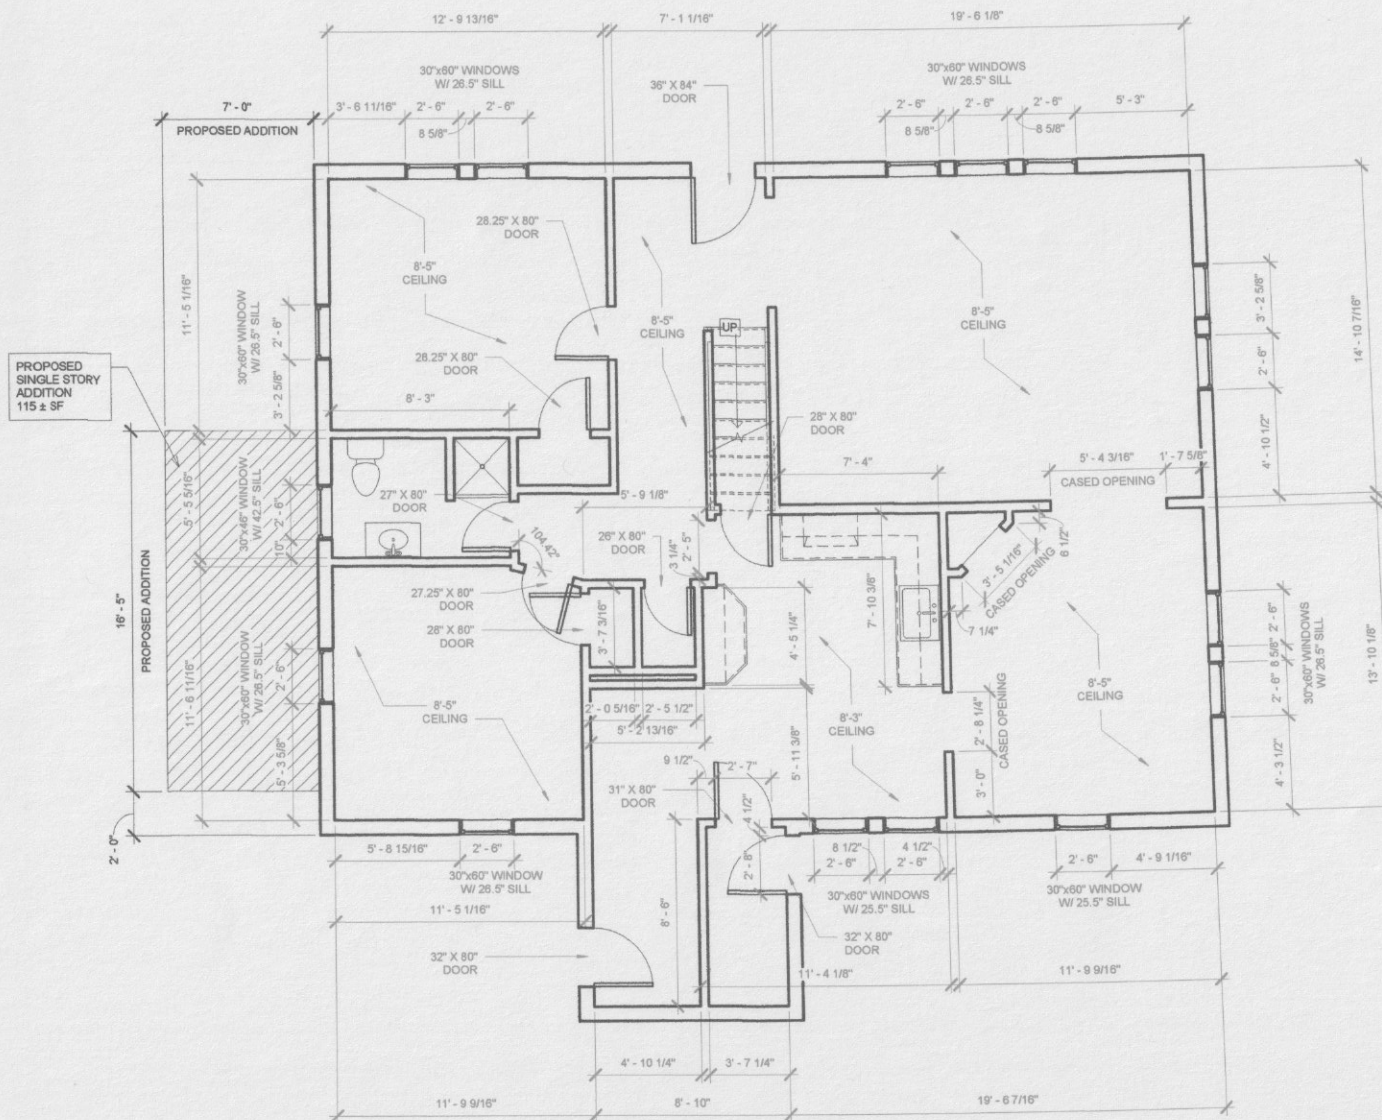 12' - 9 13/16"
7' - 1 1/16"
19' - 6 1/8"
30"x60" WINDOWS
W/ 26.5" SILL
36" X 84"
DOOR
30"x60" WINDOWS
W/ 26.5" SILL
7' - 0"
PROPOSED ADDITION
3' - 6 11/16"
2' - 6"
2' - 6"
8 5/8"
2' - 6"
2' - 6"
2' - 6"
5' - 3"
8 5/8"
8 5/8"
28.25" X 80"
DOOR
8'-5"
CEILING
8'-5"
CEILING
8'-5"
CEILING
UP
11' - 5 1/16"
30"x60" WINDOW
W/ 26.5" SILL
2' - 6"
3' - 2 5/8"
28.25" X 80"
DOOR
8' - 3"
3' - 2 5/8"
2' - 6"
4' - 10 1/2"
14' - 10 7/16"
PROPOSED
SINGLE STORY
ADDITION
115 ± SF
28" X 80"
DOOR
7' - 4"
5' - 4 3/16"
1' - 7 5/8"
CASED OPENING
5' - 5 5/16"
30"x46" WINDOW
W/ 42.5" SILL
2' - 6"
10"
27" X 80"
DOOR
5' - 9 1/8"
104.42°
26" X 80"
DOOR
3 1/4"
2' - 5"
7' - 10 3/8"
6 1/2"
3' - 5 1/16"
CASED OPENING
7 1/4"
16' - 5"
PROPOSED ADDITION
27.25" X 80"
DOOR
28" X 80"
DOOR
3' - 7 3/16"
4' - 5 1/4"
2' - 6"
8 5/8"
2' - 6"
30"x60" WINDOWS
W/ 26.5" SILL
13' - 10 1/8"
4' - 3 1/2"
11' - 6 11/16"
30"x60" WINDOW
W/ 26.5" SILL
2' - 6"
5' - 3 5/8"
8'-5"
CEILING
2' - 0 5/16"
2' - 5 1/2"
5' - 2 13/16"
8'-3"
CEILING
8'-5"
CEILING
5' - 11 3/8"
2' - 8 1/4"
CASED OPENING
3' - 0"
9 1/2"
2' - 7"
31" X 80"
DOOR
4 1/2"
2' - 8"
2' - 0"
5' - 8 15/16"
2' - 6"
30"x60" WINDOW
W/ 26.5" SILL
11' - 5 1/16"
8' - 6"
8 1/2"
4 1/2"
2' - 6"
2' - 6"
30"x60" WINDOWS
W/ 25.5" SILL
2' - 6"
4' - 9 1/16"
30"x60" WINDOW
W/ 25.5" SILL
32" X 80"
DOOR
32" X 80"
DOOR
11' - 4 1/8"
11' - 9 9/16"
4' - 10 1/4"
3' - 7 1/4"
11' - 9 9/16"
8' - 10"
19' - 6 7/16"